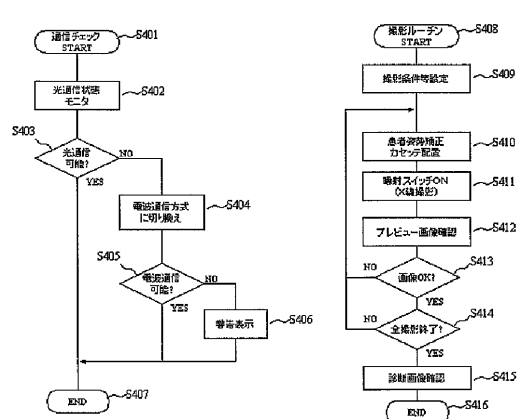 通信チェック
START
S401
光通信状態
モニタ
S402
S403
光通信
可能?
NO
YES
電波通信方式
に切り換え
S404
S405
電波通信
可能?
NO
YES
警告表示
S406
END
S407
撮影ルーチン
START
S408
撮影条件等設定
S409
患者姿勢矯正
カセッテ配置
S410
曝射スイッチON
(X線撮影)
S411
プレビュー画像確認
S412
画像OK?
S413
NO
YES
全撮影終了?
S414
NO
YES
診断画像確認
S415
END
S416